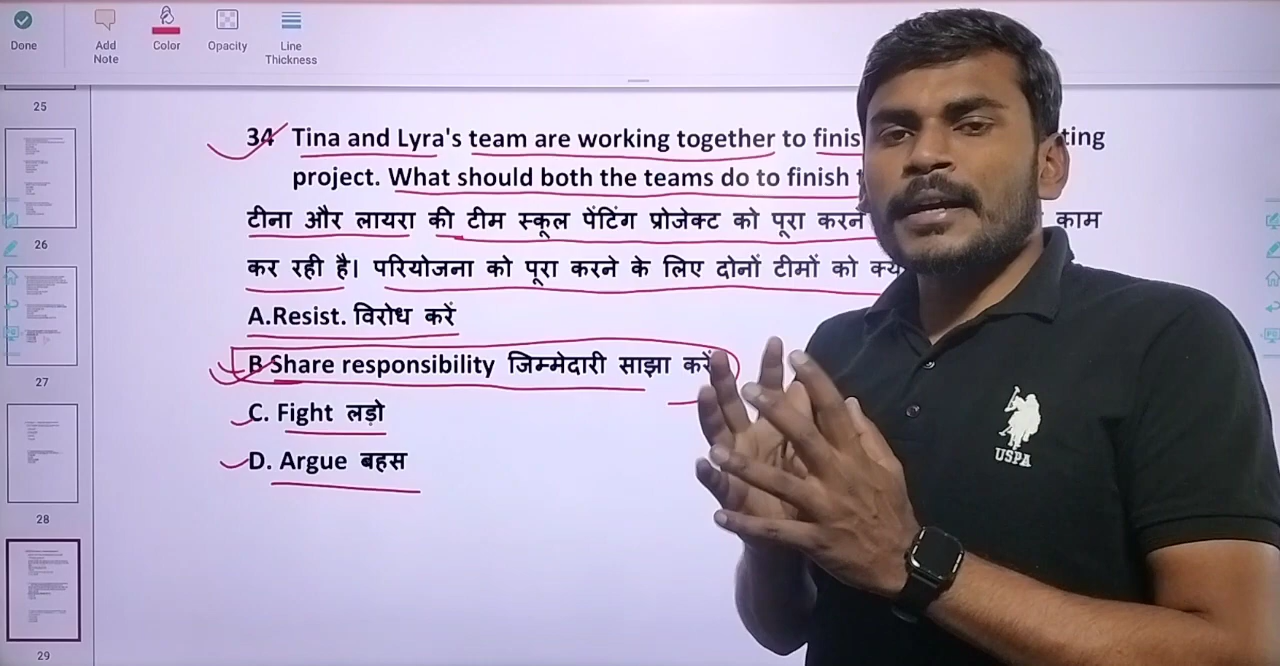 Done
Add Note
Color
Opacity
Line Thickness
25
26
27
28
29
34 Tina and Lyra's team are working together to finis ting
project. What should both the teams do to finish
टीना और लायरा की टीम स्कूल पेंटिंग प्रोजेक्ट को पूरा करन काम
कर रही है। परियोजना को पूरा करने के लिए दोनों टीमों को क्य
A.Resist. विरोध करें
B Share responsibility जिम्मेदारी साझा करें
C. Fight लड़ो
D. Argue बहस
USPA